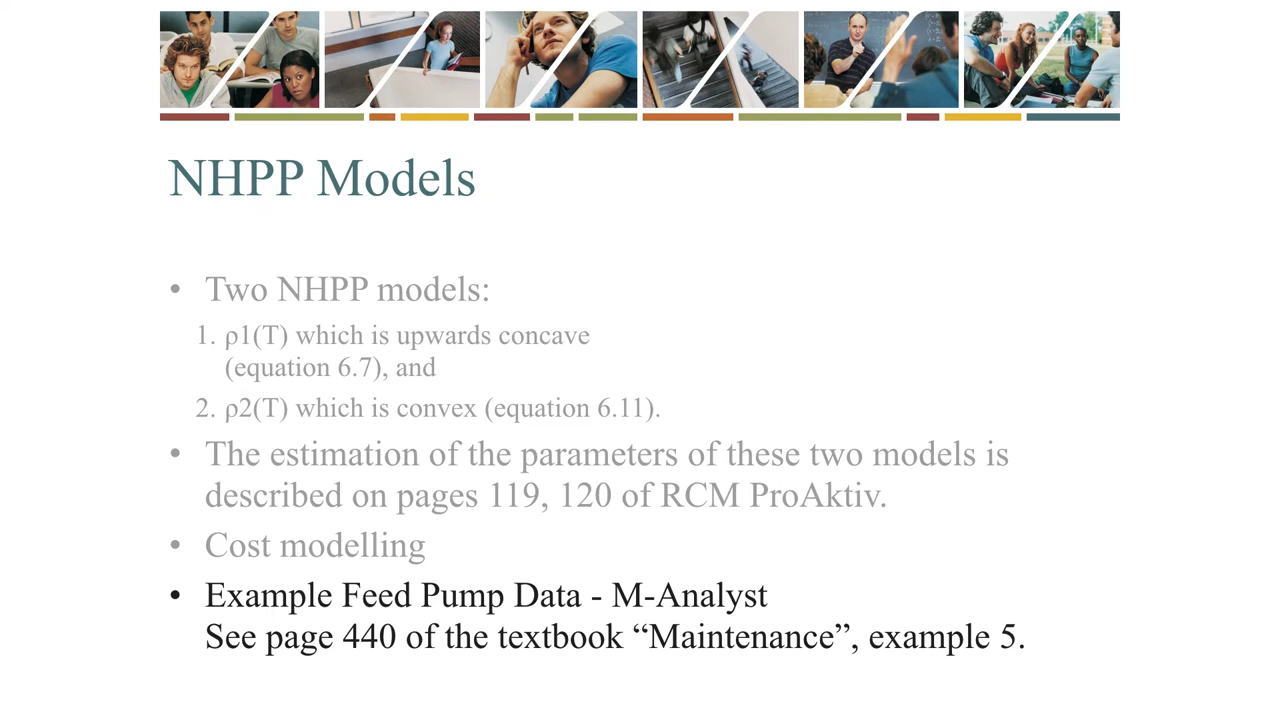 NHPP Models
• Two NHPP models:
1. ρ1(T) which is upwards concave
(equation 6.7), and
2. ρ2(T) which is convex (equation 6.11).
• The estimation of the parameters of these two models is
described on pages 119, 120 of RCM ProAktiv.
• Cost modelling
• Example Feed Pump Data - M-Analyst
See page 440 of the textbook “Maintenance”, example 5.